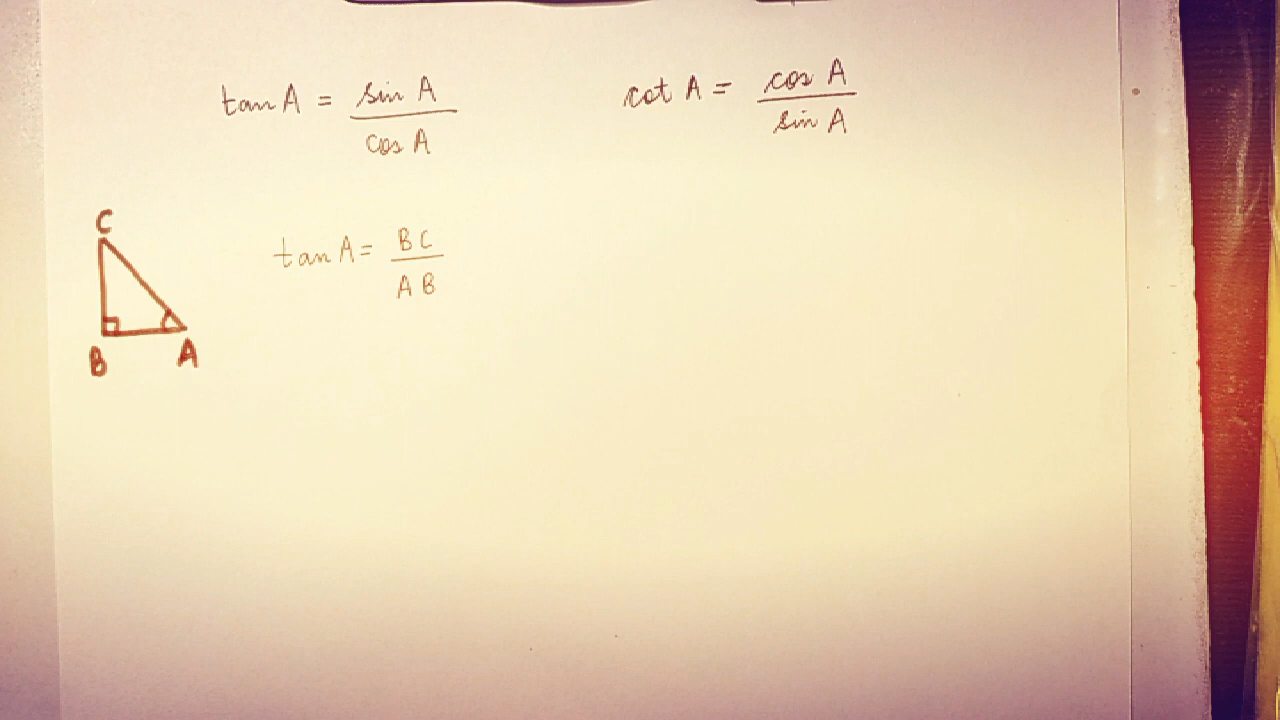 tan A = sin A / cos A
cot A = cos A / sin A
C
tan A = BC / AB
B
A